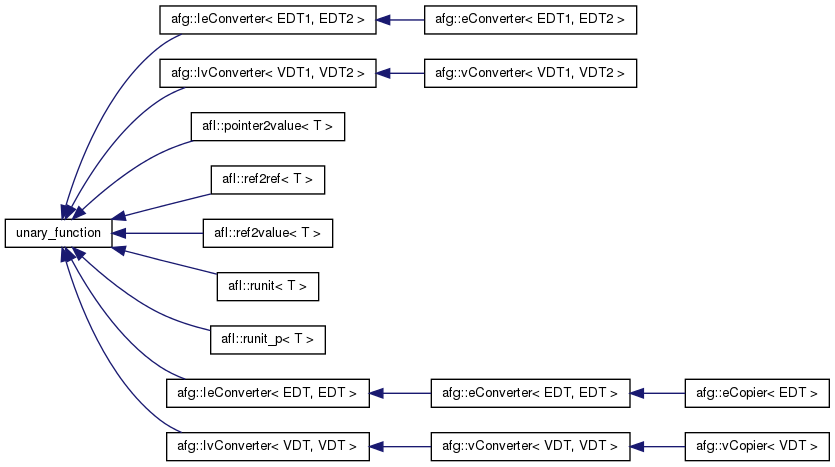 afg::IeConverter< EDT1, EDT2 >
afg::eConverter< EDT1, EDT2 >
afg::IvConverter< VDT1, VDT2 >
afg::vConverter< VDT1, VDT2 >
afl::pointer2value< T >
afl::ref2ref< T >
unary_function
afl::ref2value< T >
afl::runit< T >
afl::runit_p< T >
afg::IeConverter< EDT, EDT >
afg::eConverter< EDT, EDT >
afg::eCopier< EDT >
afg::IvConverter< VDT, VDT >
afg::vConverter< VDT, VDT >
afg::vCopier< VDT >